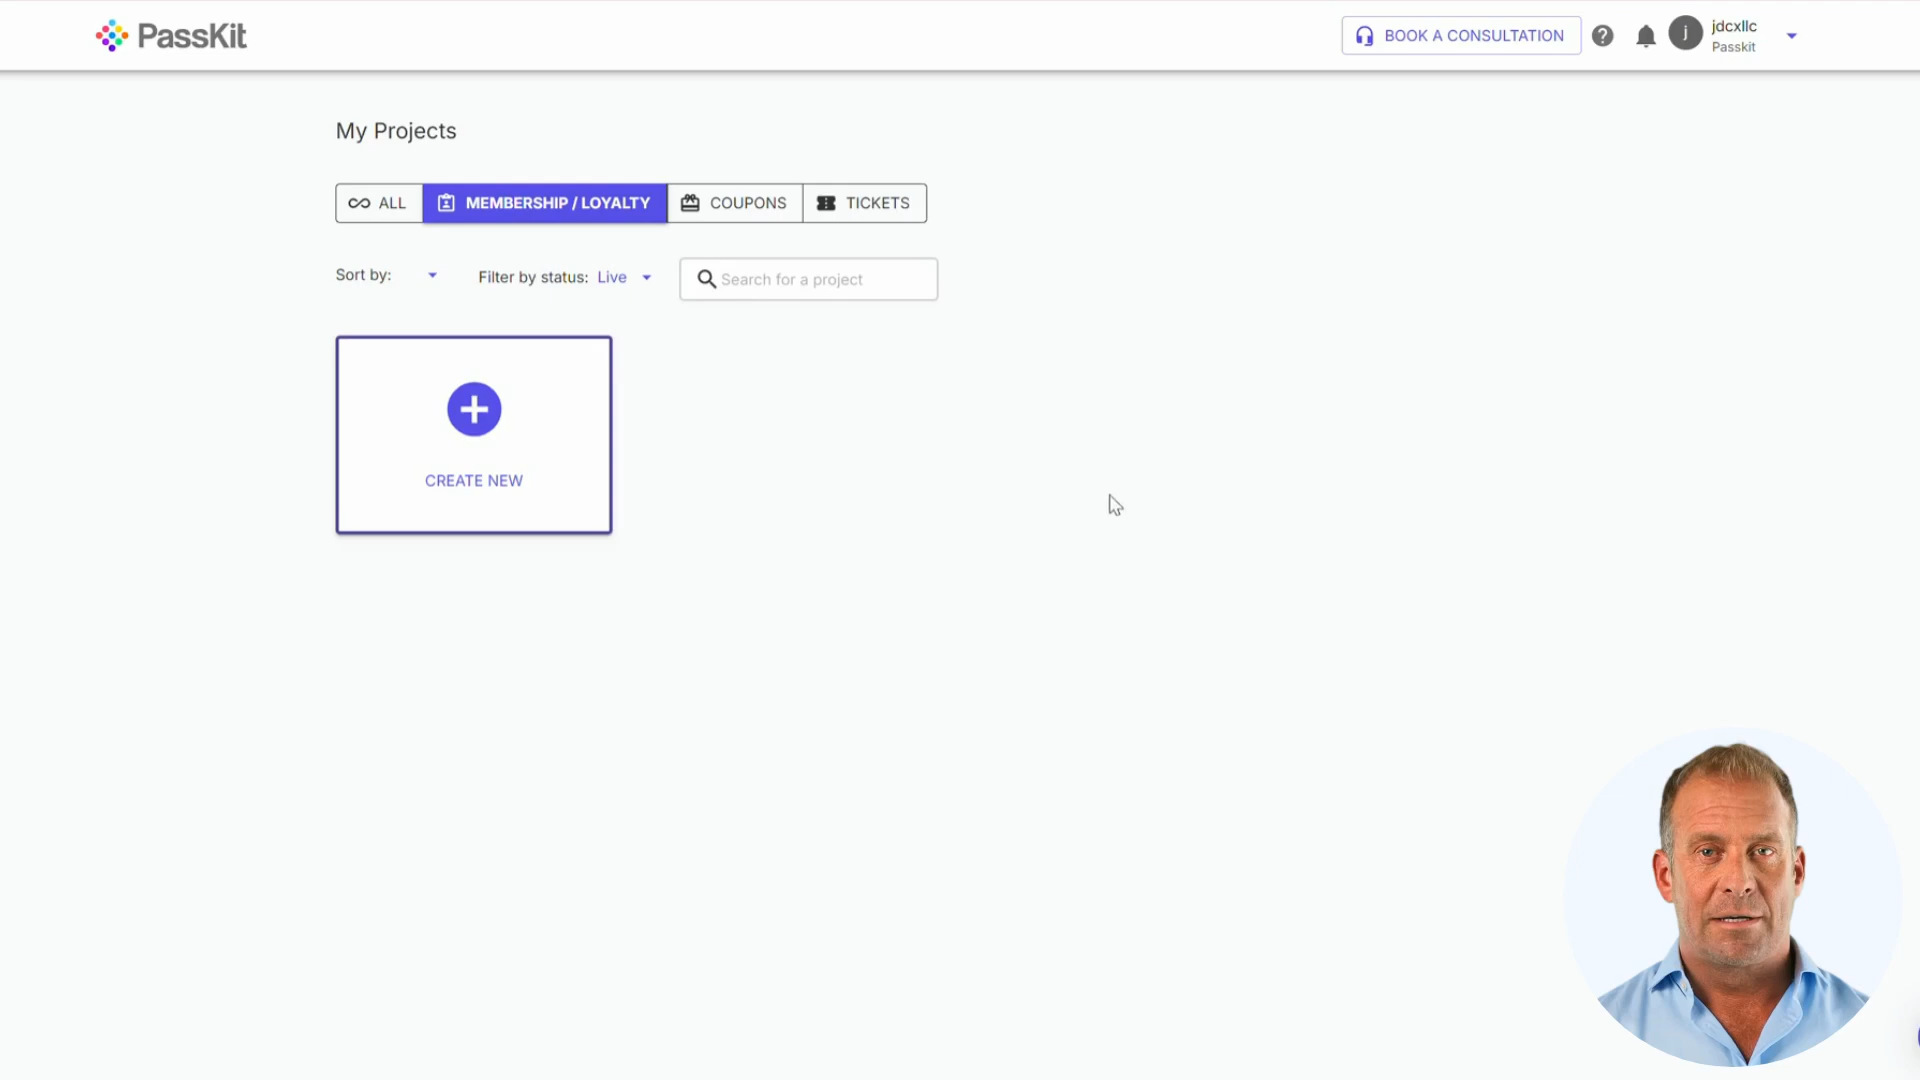 PassKit
BOOK A CONSULTATION
?
j
jdcxllc
Passkit
My Projects
ALL
MEMBERSHIP / LOYALTY
COUPONS
TICKETS
Sort by:
Filter by status: Live
Search for a project
CREATE NEW